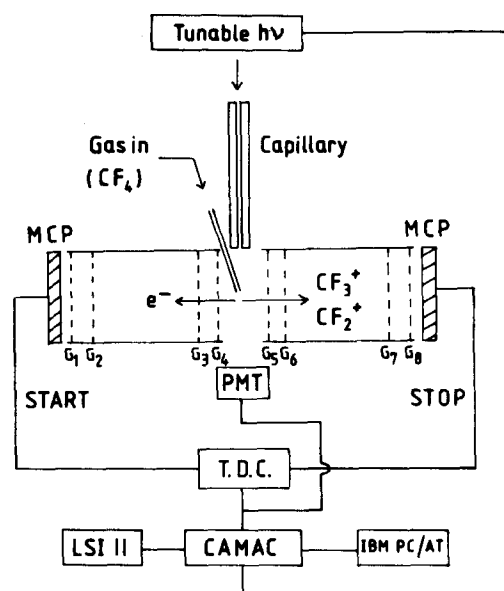 Tunable hν
Gas in
(CF₄)
Capillary
MCP
MCP
e⁻
CF₃⁺
CF₂⁺
G₁ G₂ G₃ G₄ G₅ G₆ G₇ G₈
START
PMT
STOP
T.D.C.
LSI II
CAMAC
IBM PC/AT